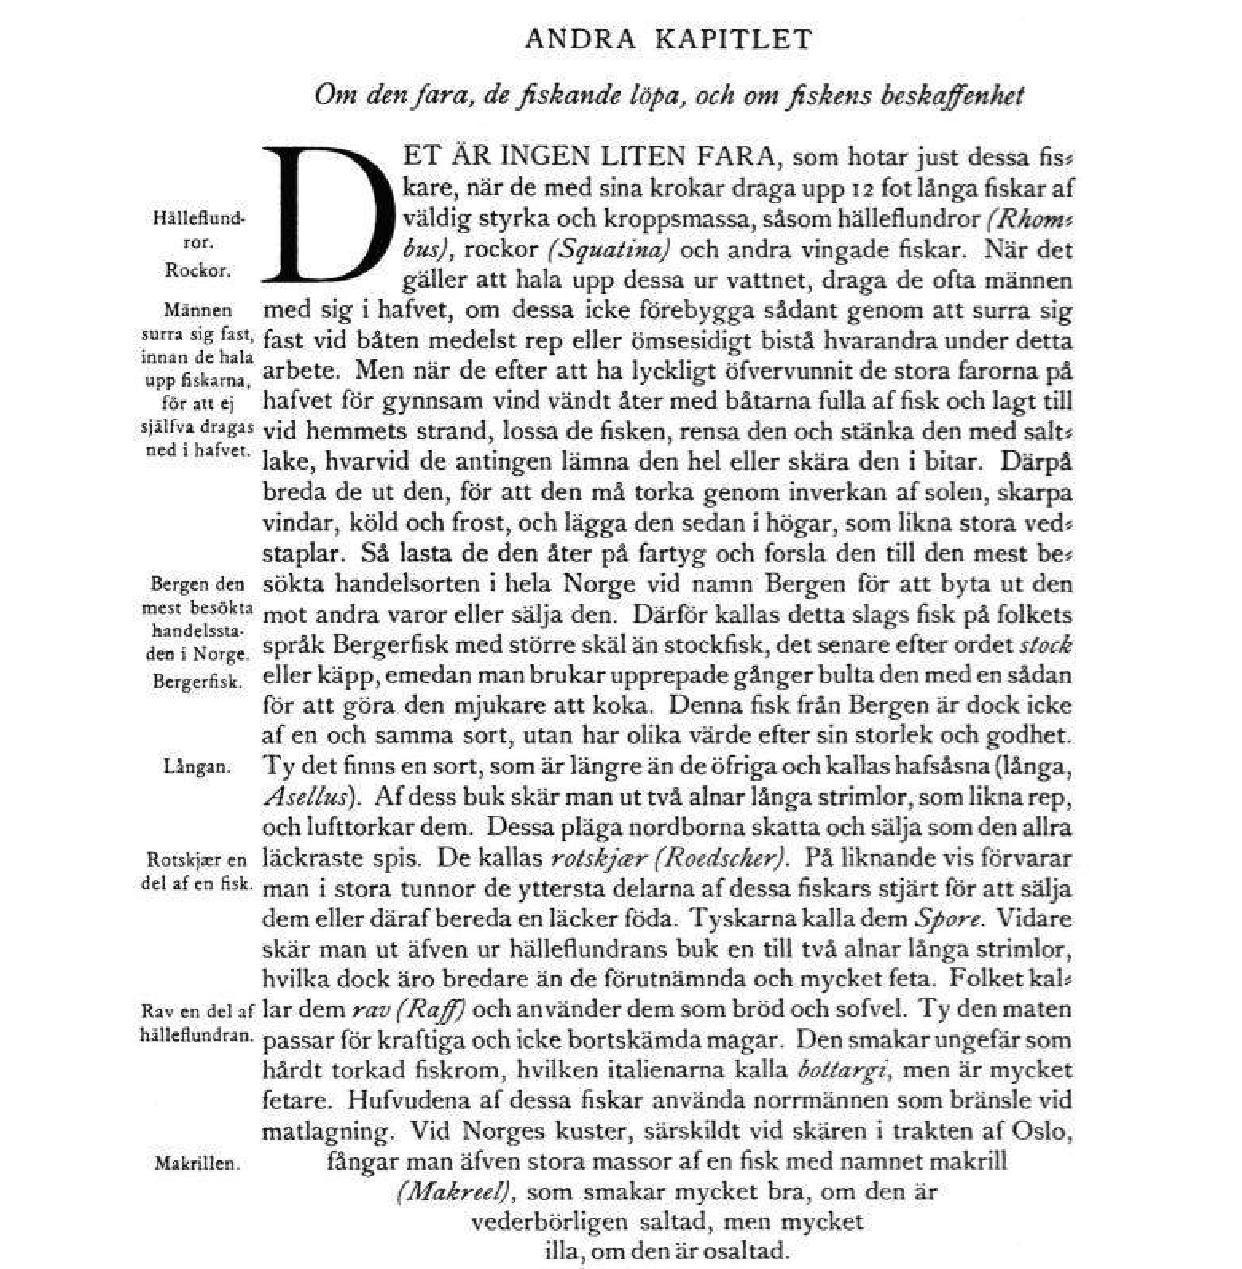 ANDRA KAPITLET
Om den fara, de fiskande löpa, och om fiskens beskaffenhet
DET ÄR INGEN LITEN FARA, som hotar just dessa fis-
kare, när de med sina krokar draga upp 12 fot långa fiskar af
väldig styrka och kroppsmassa, såsom hälleflundror (Rhom-
bus), rockor (Squatina) och andra vingade fiskar. När det
gäller att hala upp dessa ur vattnet, draga de ofta männen
med sig i hafvet, om dessa icke förebygga sådant genom att surra sig
fast vid båten medelst rep eller ömsesidigt bistå hvarandra under detta
arbete. Men när de efter att ha lyckligt öfvervunnit de stora farorna på
hafvet för gynnsam vind vändt åter med båtarna fulla af fisk och lagt till
vid hemmets strand, lossa de fisken, rensa den och stänka den med salt-
lake, hvarvid de antingen lämna den hel eller skära den i bitar. Därpå
breda de ut den, för att den må torka genom inverkan af solen, skarpa
vindar, köld och frost, och lägga den sedan i högar, som likna stora ved-
staplar. Så lasta de den åter på fartyg och forsla den till den mest be-
sökta handelsorten i hela Norge vid namn Bergen för att byta ut den
mot andra varor eller sälja den. Därför kallas detta slags fisk på folkets
språk Bergerfisk med större skäl än stockfisk, det senare efter ordet stock
eller käpp, emedan man brukar upprepade gånger bulta den med en sådan
för att göra den mjukare att koka. Denna fisk från Bergen är dock icke
af en och samma sort, utan har olika värde efter sin storlek och godhet.
Ty det finns en sort, som är längre än de öfriga och kallas hafsåsna (långa,
Asellus). Af dess buk skär man ut två alnar långa strimlor, som likna rep,
och lufttorkar dem. Dessa pläga nordborna skatta och sälja som den allra
läckraste spis. De kallas rotskjær (Roedscher). På liknande vis förvarar
man i stora tunnor de yttersta delarna af dessa fiskars stjärt för att sälja
dem eller däraf bereda en läcker föda. Tyskarna kalla dem Spore. Vidare
skär man ut äfven ur hälleflundrans buk en till två alnar långa strimlor,
hvilka dock äro bredare än de förutnämnda och mycket feta. Folket kal-
lar dem rav (Raff) och använder dem som bröd och sofvel. Ty den maten
passar för kraftiga och icke bortskämda magar. Den smakar ungefär som
hårdt torkad fiskrom, hvilken italienarna kalla bottargi, men är mycket
fetare. Hufvudena af dessa fiskar använda norrmännen som bränsle vid
matlagning. Vid Norges kuster, särskildt vid skären i trakten af Oslo,
fångar man äfven stora massor af en fisk med namnet makrill
(Makreel), som smakar mycket bra, om den är
vederbörligen saltad, men mycket
illa, om den är osaltad.
Hälleflund-
ror.
Rockor.
Männen
surra sig fast,
innan de hala
upp fiskarna,
för att ej
själfva dragas
ned i hafvet.
Bergen den
mest besökta
handelssta-
den i Norge.
Bergerfisk.
Långan.
Rotskjær en
del af en fisk.
Rav en del af
hälleflundran.
Makrillen.